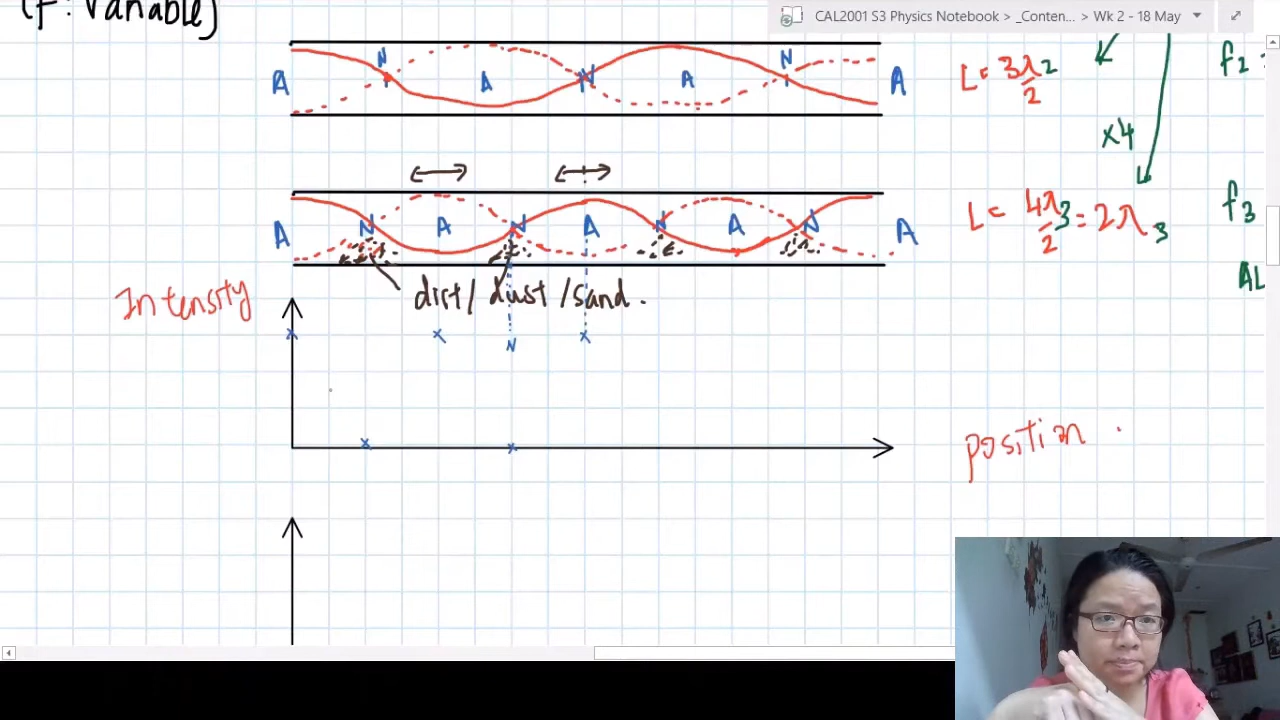 (f: Variable)
CAL2001 S3 Physics Notebook > _Conten... > Wk 2 - 18 May
A N A N A N A
L = 3λ2
2
f2 =
x4
A N A N A N A N A
L = 4λ3 = 2λ3
2
f3
Intensity
dirt/ dust /sand.
N
position